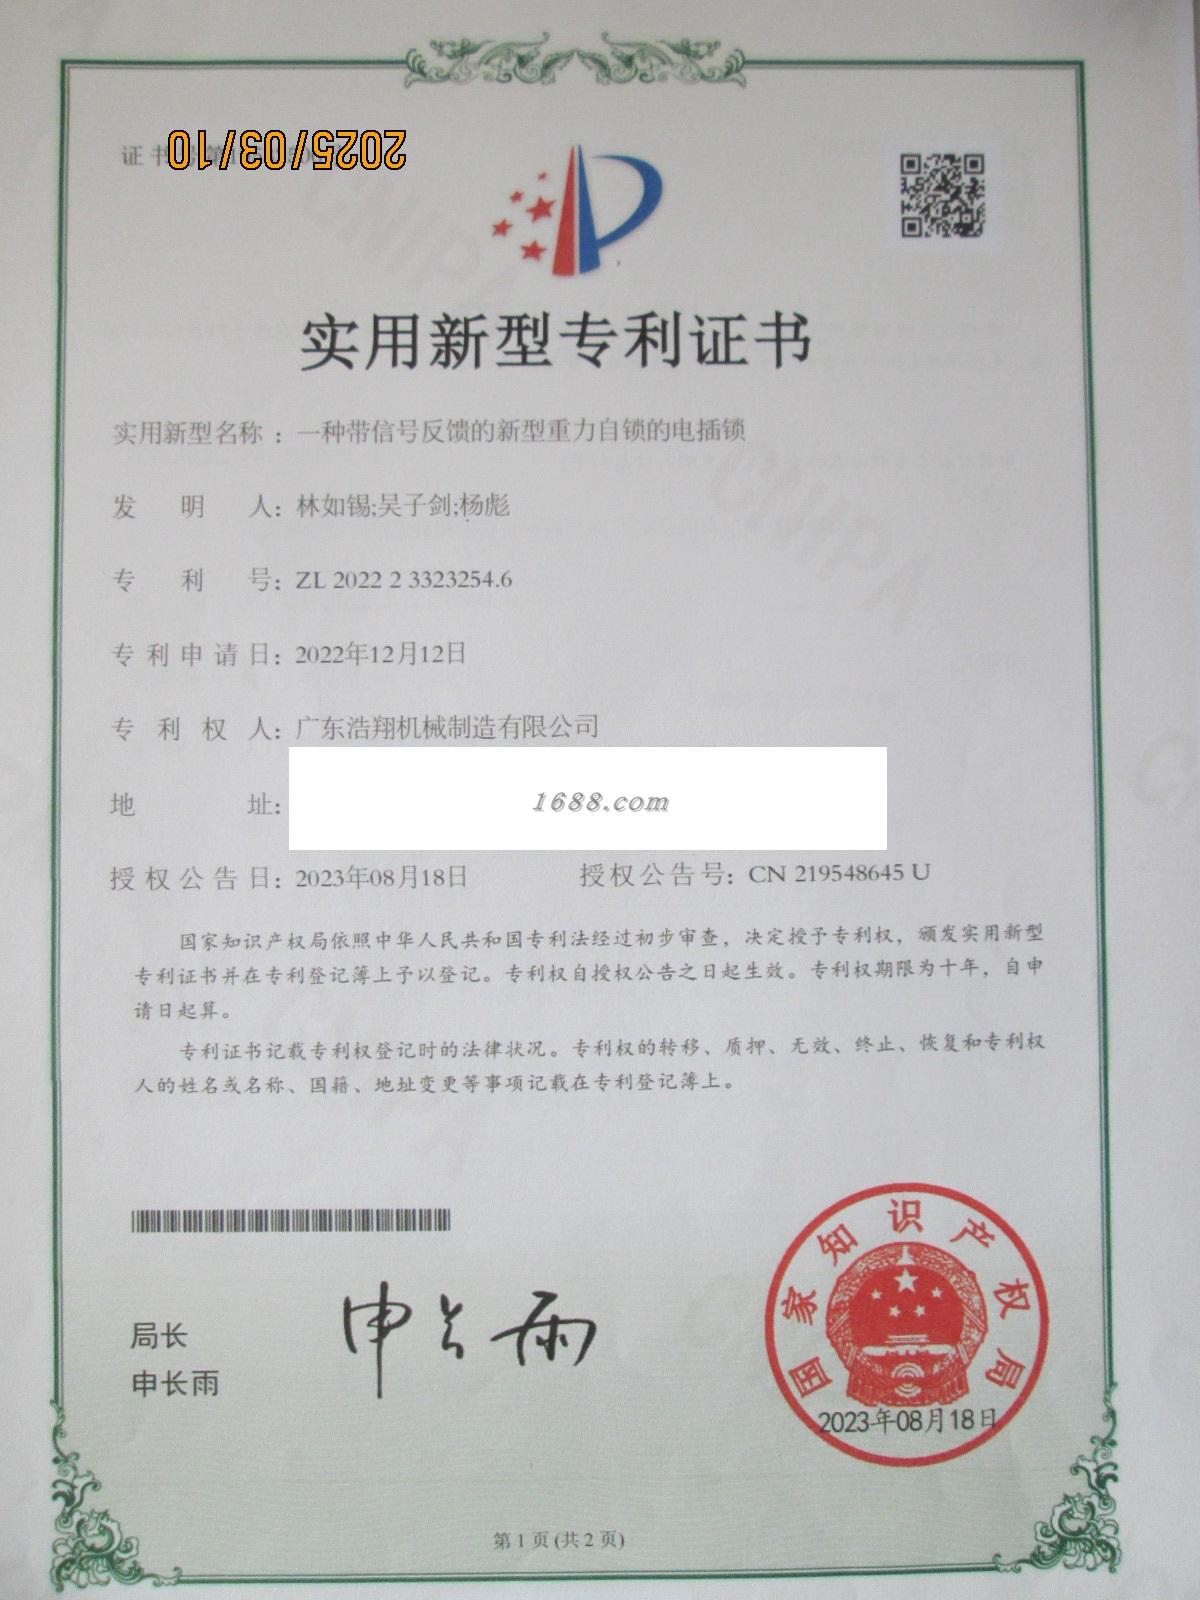 证书号第
2025/03/10
实用新型专利证书
实用新型名称：一种带信号反馈的新型重力自锁的电插锁
发明人：林如锡;吴子剑;杨彪
专利号：ZL 2022 2 3323254.6
专利申请日：2022年12月12日
专利权人：广东浩翔机械制造有限公司
地址：
1688.com
授权公告日：2023年08月18日 授权公告号：CN 219548645 U
国家知识产权局依照中华人民共和国专利法经过初步审查，决定授予专利权，颁发实用新型
专利证书并在专利登记簿上予以登记。专利权自授权公告之日起生效。专利权期限为十年，自申
请日起算。
专利证书记载专利权登记时的法律状况。专利权的转移、质押、无效、终止、恢复和专利权
人的姓名或名称、国籍、地址变更等事项记载在专利登记簿上。
局长
申长雨
申长雨
国家知识产权局
2023年08月18日
第 1 页 (共 2 页)
CNIPA
CNIPA
CNIPA